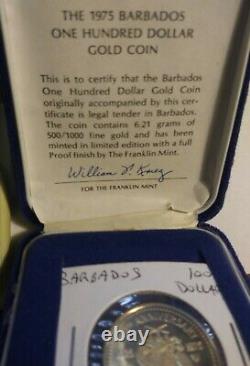 THE 1975 BARBADOS
ONE HUNDRED DOLLAR
GOLD COIN
This is to certify that the Barbados
One Hundred Dollar Gold Coin
originally accompanied by this cer-
tificate is legal tender in Barbados.
The coin contains 6.21 grams of
500/1000 fine gold and has been
minted in limited edition with a full
Proof finish by The Franklin Mint.
FOR THE FRANKLIN MINT
BARBADOS 100
DOLLAR